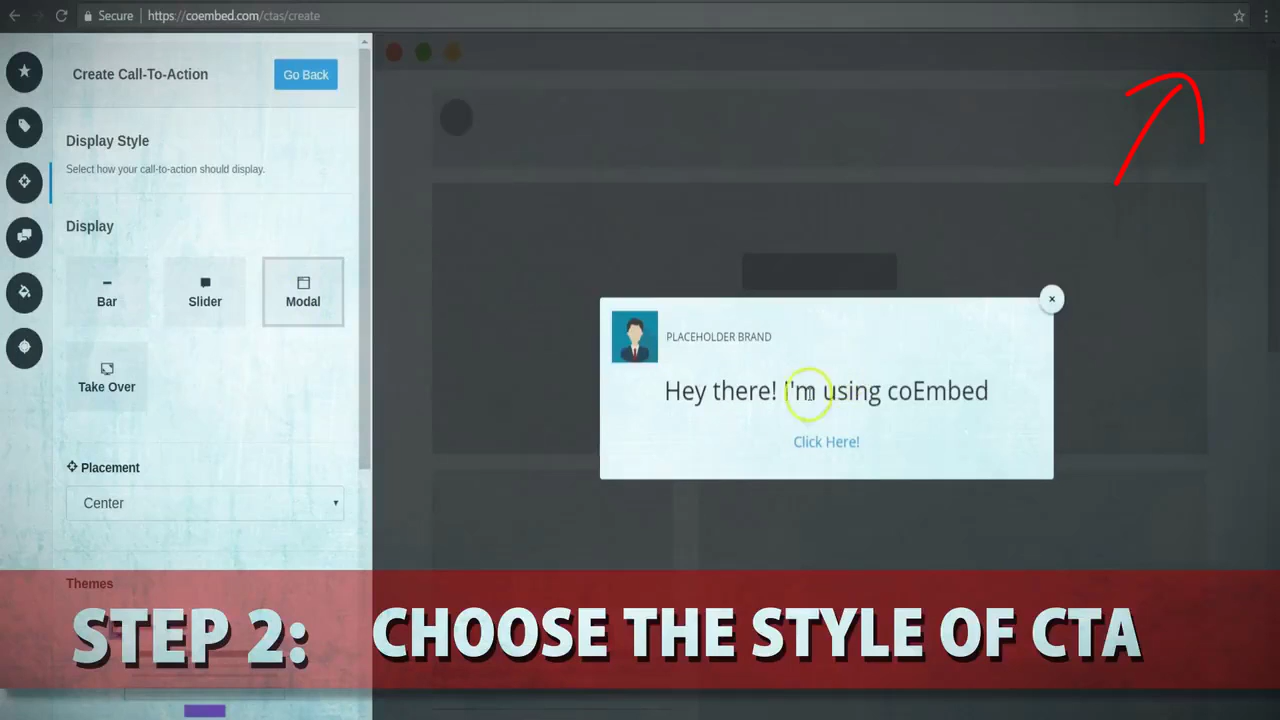 Secure | https://coembed.com/ctas/create
Create Call-To-Action
Go Back
Display Style
Select how your call-to-action should display.
Display
Bar
Slider
Modal
Take Over
Placement
Center
Themes
×
PLACEHOLDER BRAND
Hey there! I'm using coEmbed
Click Here!
STEP 2: CHOOSE THE STYLE OF CTA